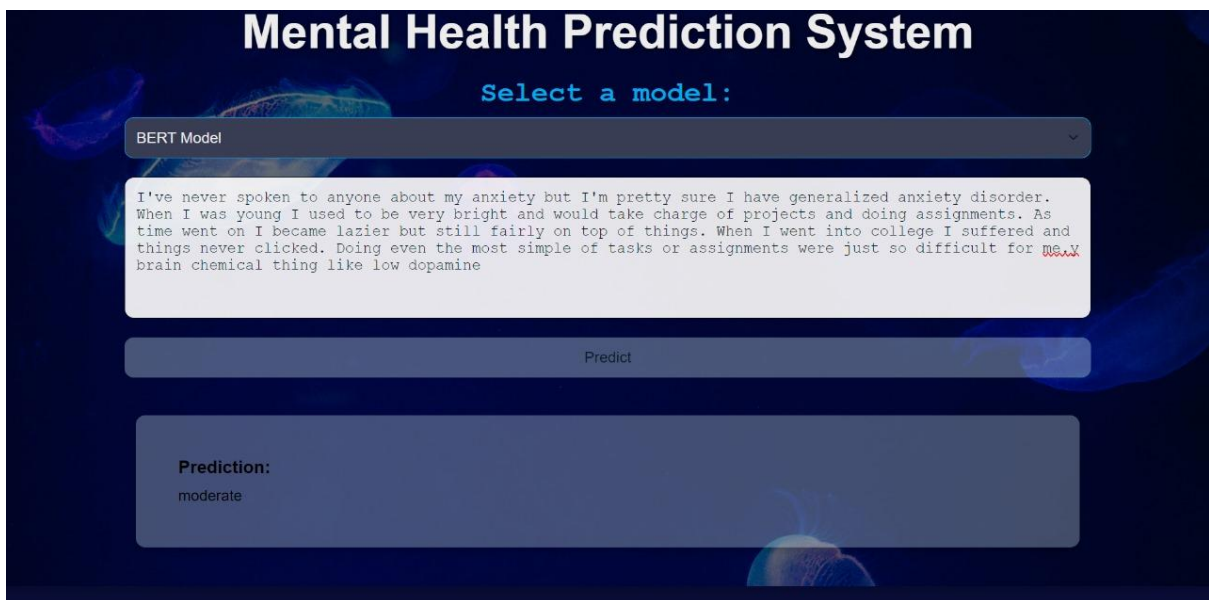 Mental Health Prediction System
Select a model:
BERT Model
I've never spoken to anyone about my anxiety but I'm pretty sure I have generalized anxiety disorder.
When I was young I used to be very bright and would take charge of projects and doing assignments. As
time went on I became lazier but still fairly on top of things. When I went into college I suffered and
things never clicked. Doing even the most simple of tasks or assignments were just so difficult for me.y
brain chemical thing like low dopamine
Predict
Prediction:
moderate